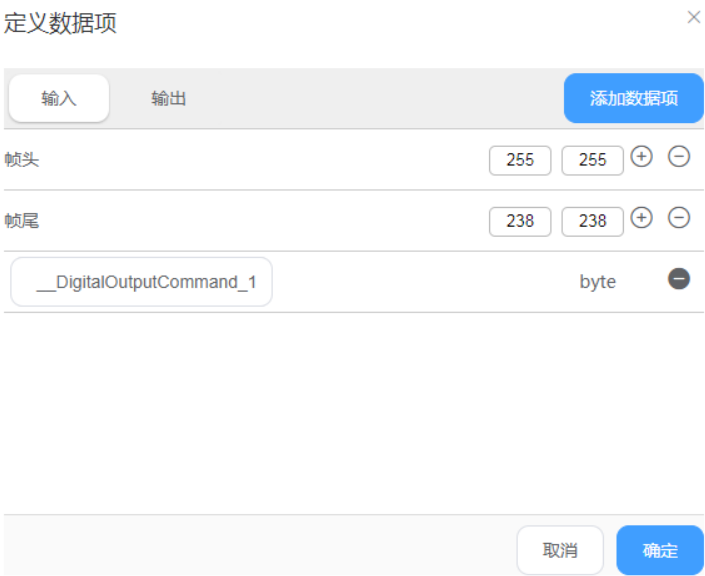 定义数据项
输入 输出 添加数据项
帧头 255 255
帧尾 238 238
__DigitalOutputCommand_1 byte
取消 确定